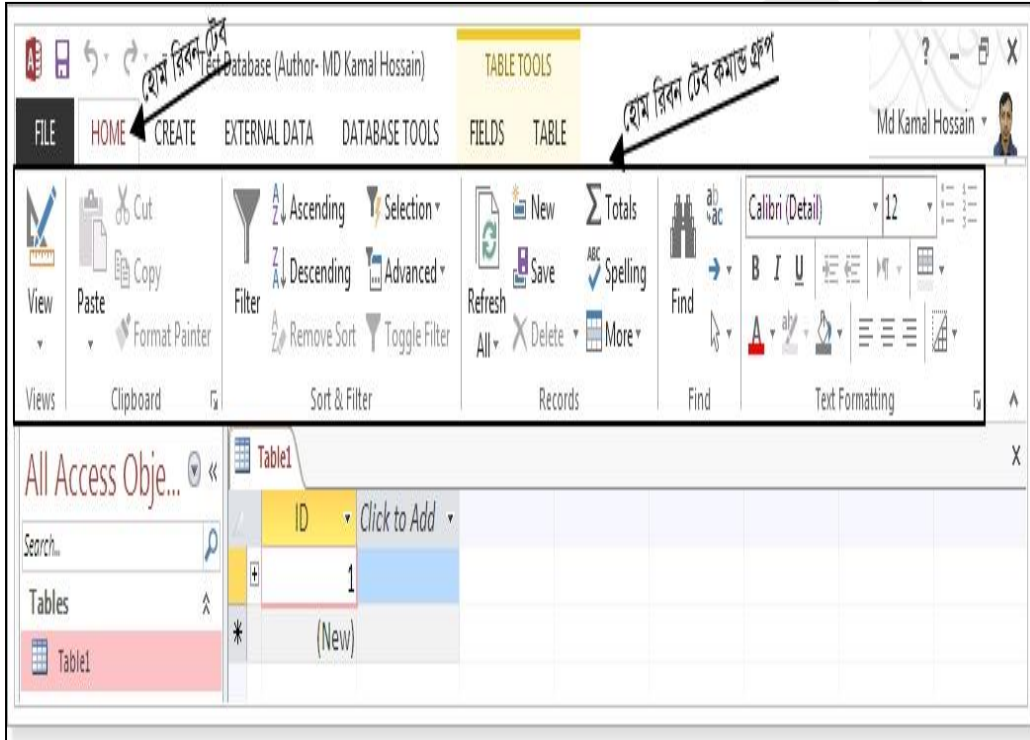 হোম রিবন টেব
Test Database (Author- MD Kamal Hossain)
TABLE TOOLS
হোম রিবন টেব কমান্ড গ্রুপ
?
FILE HOME CREATE EXTERNAL DATA DATABASE TOOLS FIELDS TABLE
Md Kamal Hossain
View
Paste
Cut
Copy
Format Painter
Filter
Ascending
Descending
Remove Sort
Selection
Advanced
Toggle Filter
Refresh
All
New
Save
Delete
Totals
Spelling
More
Find
Calibri (Detail) 12
B I U
Views Clipboard Sort & Filter Records Find Text Formatting
All Access Obje... «
Search...
Tables
Table1
Table1
ID Click to Add
1
* (New)